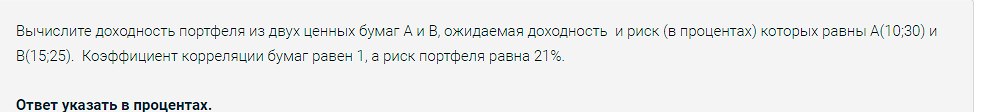 Вычислите доходность портфеля из двух ценных бумаг А и В, ожидаемая доходность и риск (в процентах) которых равны А(10;30) и
В(15;25). Коэффициент корреляции бумаг равен 1, а риск портфеля равна 21%.
Ответ указать в процентах.